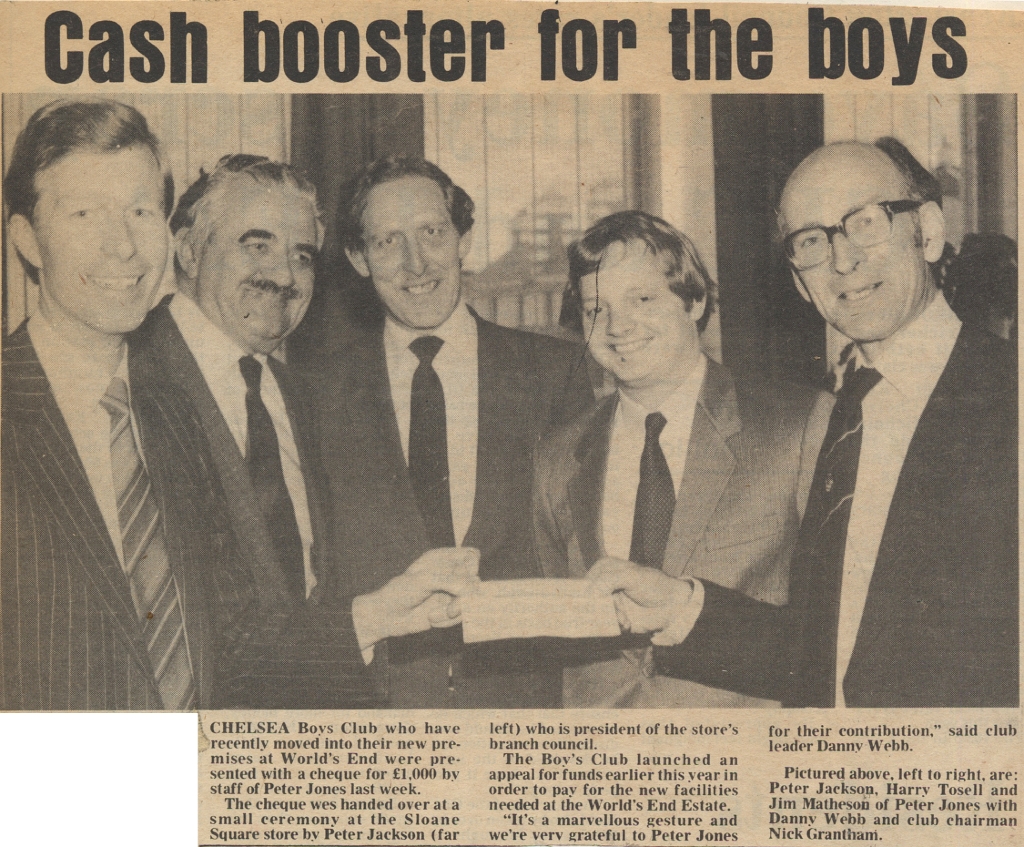 Cash booster for the boys
CHELSEA Boys Club who have
recently moved into their new pre-
mises at World's End were pre-
sented with a cheque for £1,000 by
staff of Peter Jones last week.
The cheque wes handed over at a
small ceremony at the Sloane
Square store by Peter Jackson (far
left) who is president of the store's
branch council.
The Boy's Club launched an
appeal for funds earlier this year in
order to pay for the new facilities
needed at the World's End Estate.
"It's a marvellous gesture and
we're very grateful to Peter Jones
for their contribution," said club
leader Danny Webb.
Pictured above, left to right, are:
Peter Jackson, Harry Tosell and
Jim Matheson of Peter Jones with
Danny Webb and club chairman
Nick Grantham.